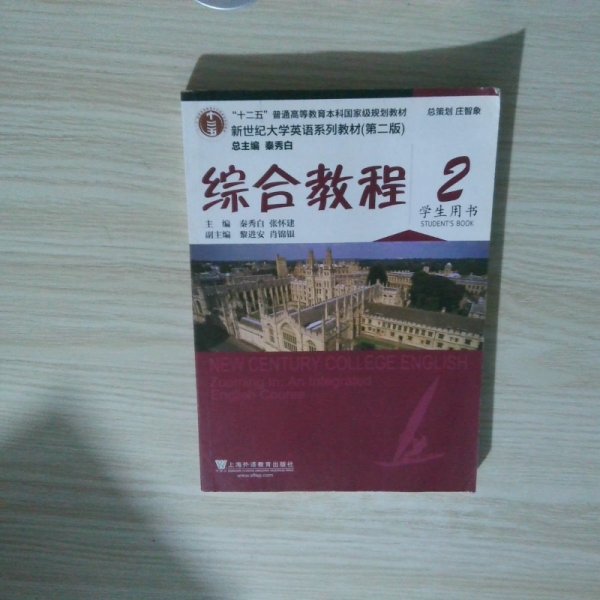 "十二五"普通高等教育本科国家级规划教材
总策划 庄智象
新世纪大学英语系列教材(第二版)
总主编 秦秀白
综合教程 2
学生用书
STUDENT'S BOOK
主 编 秦秀白 张怀建
副主编 黎进安 肖锦银
NEW CENTURY COLLEGE ENGLISH
Zooming In: An Integrated
English Course
上海外语教育出版社
www.sflep.com